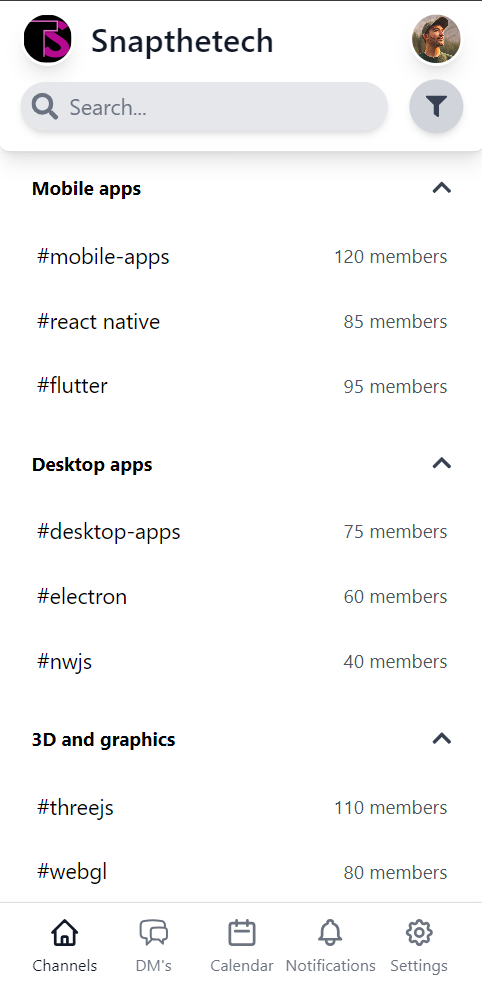 TS Snapthetech
Search...
Mobile apps
#mobile-apps 120 members
#react native 85 members
#flutter 95 members
Desktop apps
#desktop-apps 75 members
#electron 60 members
#nwjs 40 members
3D and graphics
#threejs 110 members
#webgl 80 members
Channels DM's Calendar Notifications Settings